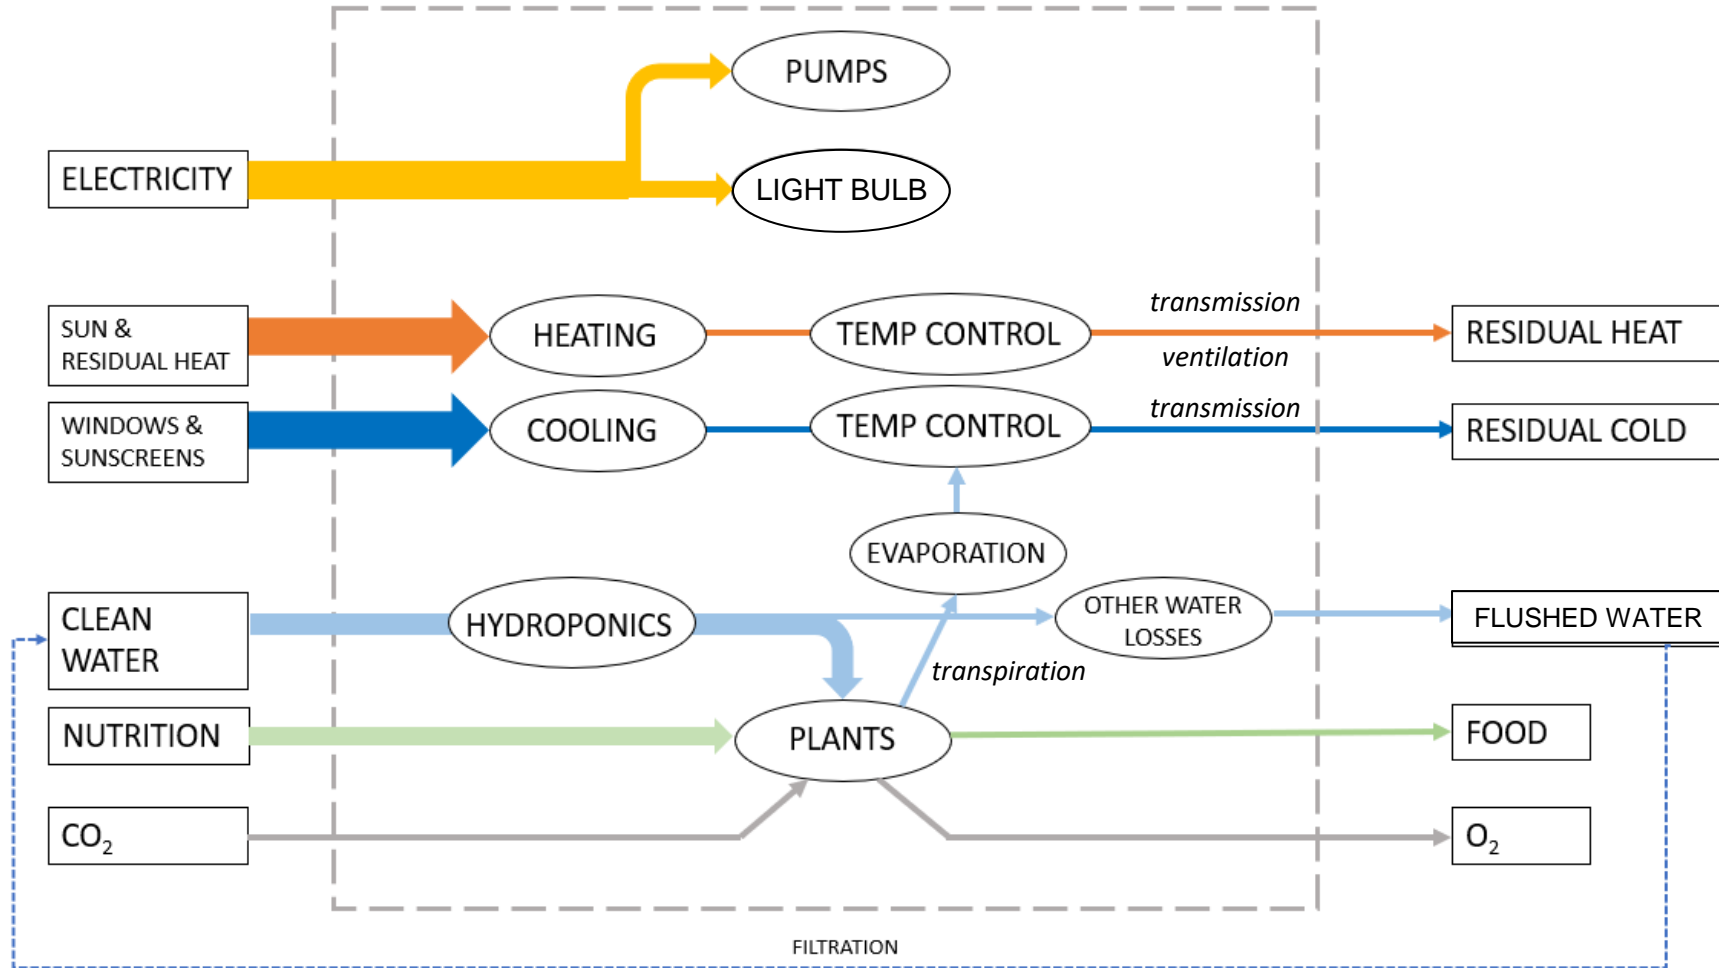 PUMPS
ELECTRICITY
LIGHT BULB
SUN &
RESIDUAL HEAT
HEATING
TEMP CONTROL
transmission
ventilation
RESIDUAL HEAT
WINDOWS &
SUNSCREENS
COOLING
TEMP CONTROL
transmission
RESIDUAL COLD
EVAPORATION
CLEAN
WATER
HYDROPONICS
OTHER WATER
LOSSES
FLUSHED WATER
transpiration
NUTRITION
PLANTS
FOOD
CO₂
O₂
FILTRATION